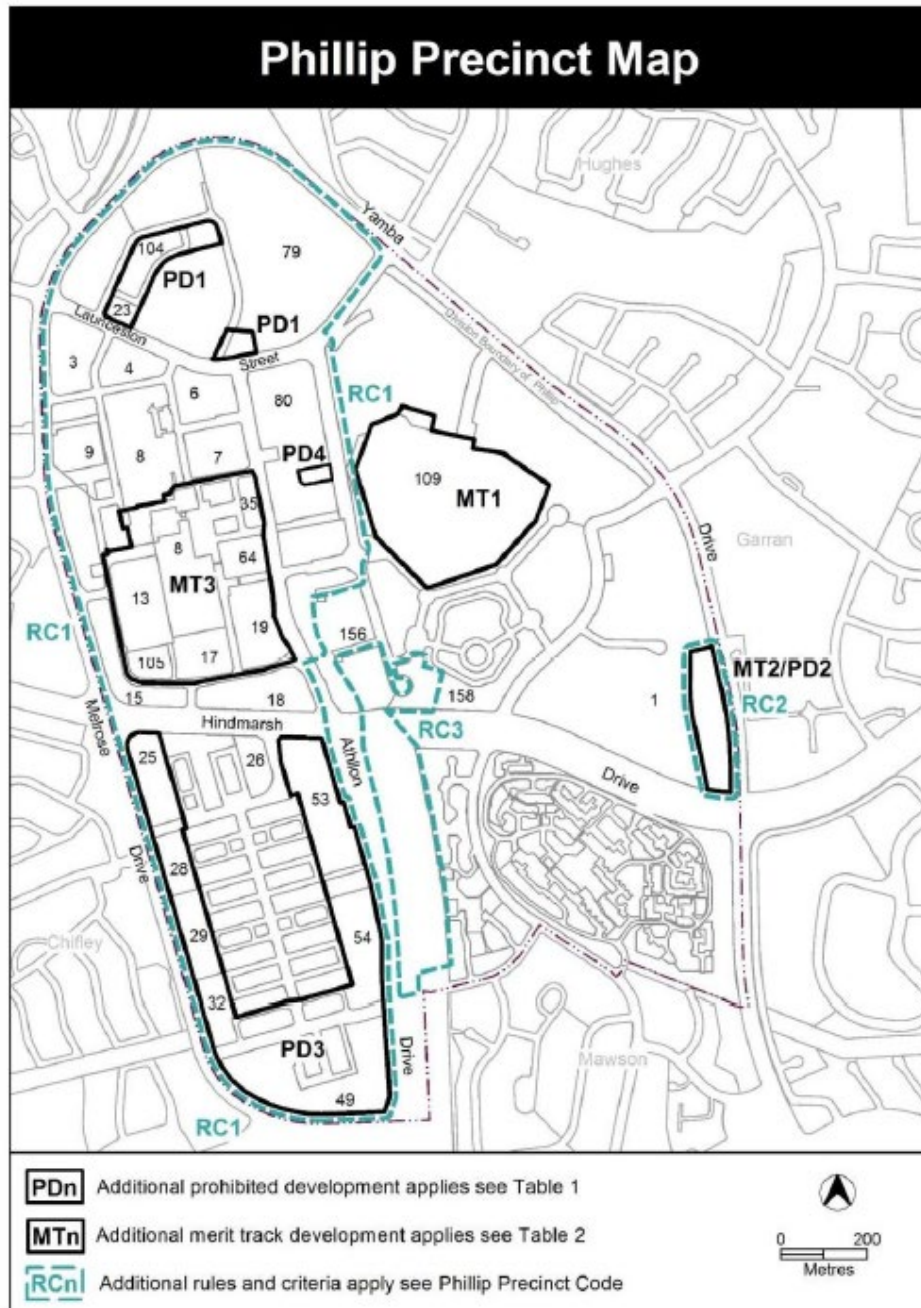 Phillip Precinct Map
Hughes
Yamba
104
79
PD1
23
PD1
Launceston
Street
Division Boundary of Phillip
3
4
6
80
RC1
9
8
7
PD4
109
MT1
35
8
64
Drive
Garran
13
MT3
RC1
19
156
105
17
MT2/PD2
15
18
158
1
RC2
Hindmarsh
RC3
Metrose
Athllon
25
26
Drive
53
28
Drive
29
54
Chifley
32
PD3
Drive
Mawson
49
RC1
PDn Additional prohibited development applies see Table 1
MTn Additional merit track development applies see Table 2
RCn Additional rules and criteria apply see Phillip Precinct Code
0 200
Metres